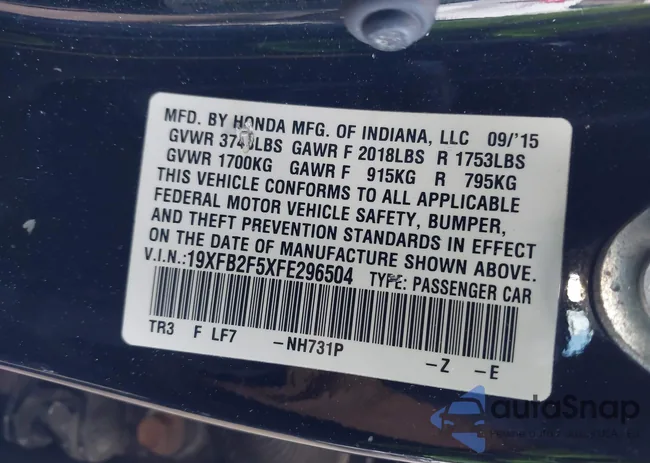 MFD. BY HONDA MFG. OF INDIANA, LLC 09/'15
GVWR 3749LBS GAWR F 2018LBS R 1753LBS
GVWR 1700KG GAWR F 915KG R 795KG
THIS VEHICLE CONFORMS TO ALL APPLICABLE
FEDERAL MOTOR VEHICLE SAFETY, BUMPER,
AND THEFT PREVENTION STANDARDS IN EFFECT
ON THE DATE OF MANUFACTURE SHOWN ABOVE.
V.I.N.:19XFB2F5XFE296504 TYPE: PASSENGER CAR
TR3 F LF7 -NH731P -Z -E
autoSnap